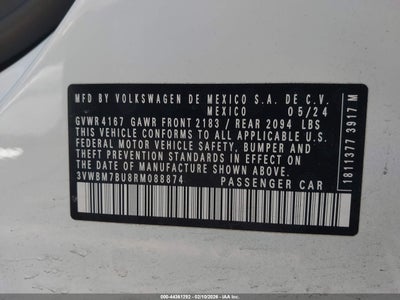 MFD BY VOLKSWAGEN DE MEXICO S.A. DE C.V.
MEXICO 05/24
GVWR 4167 GAWR FRONT 2183 / REAR 2094 LBS
THIS VEHICLE CONFORMS TO ALL APPLICABLE U.S.
FEDERAL MOTOR VEHICLE SAFETY, BUMPER AND
THEFT PREVENTION STANDARDS IN EFFECT ON
THE DATE OF MANUFACTURE SHOWN ABOVE
3VWBM7BU8RM088874 PASSENGER CAR
18111377 3917 M
000-44361292 - 02/10/2026 - IAA Inc.